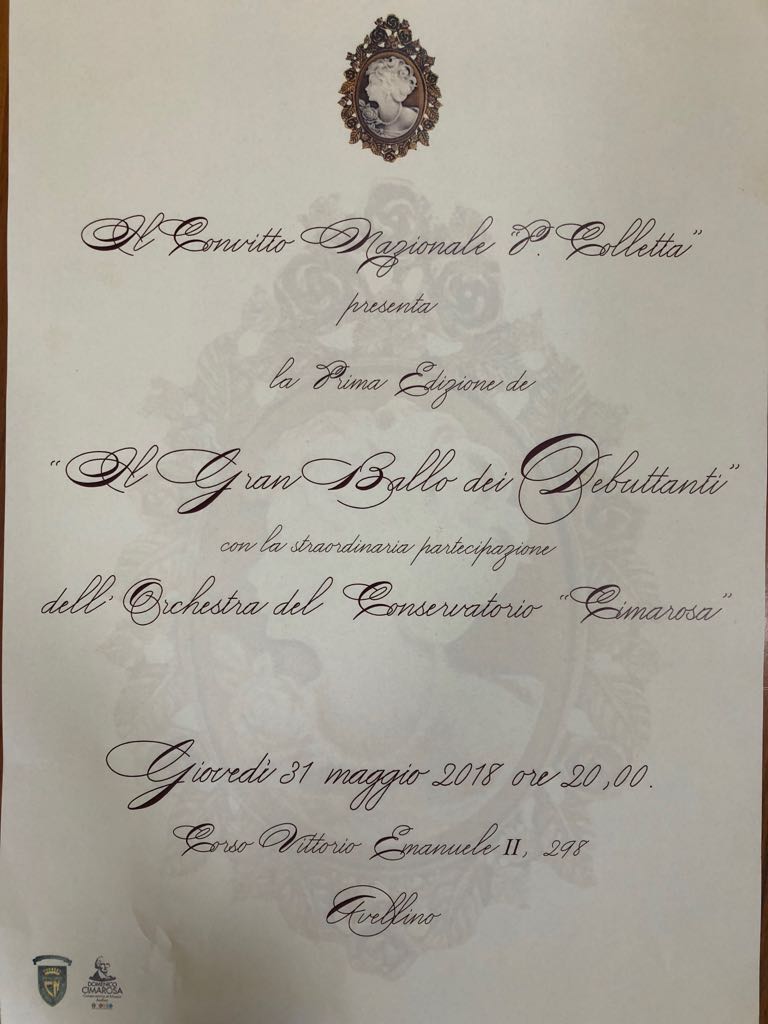 Il Convitto Nazionale "P. Colletta"
presenta
la Prima Edizione de
"Il Gran Ballo dei Debuttanti"
con la straordinaria partecipazione
dell' Orchestra del Conservatorio "Cimarosa"
Giovedì 31 maggio 2018 ore 20,00.
Corso Vittorio Emanuele II, 298
Avellino
DOMENICO
CIMAROSA